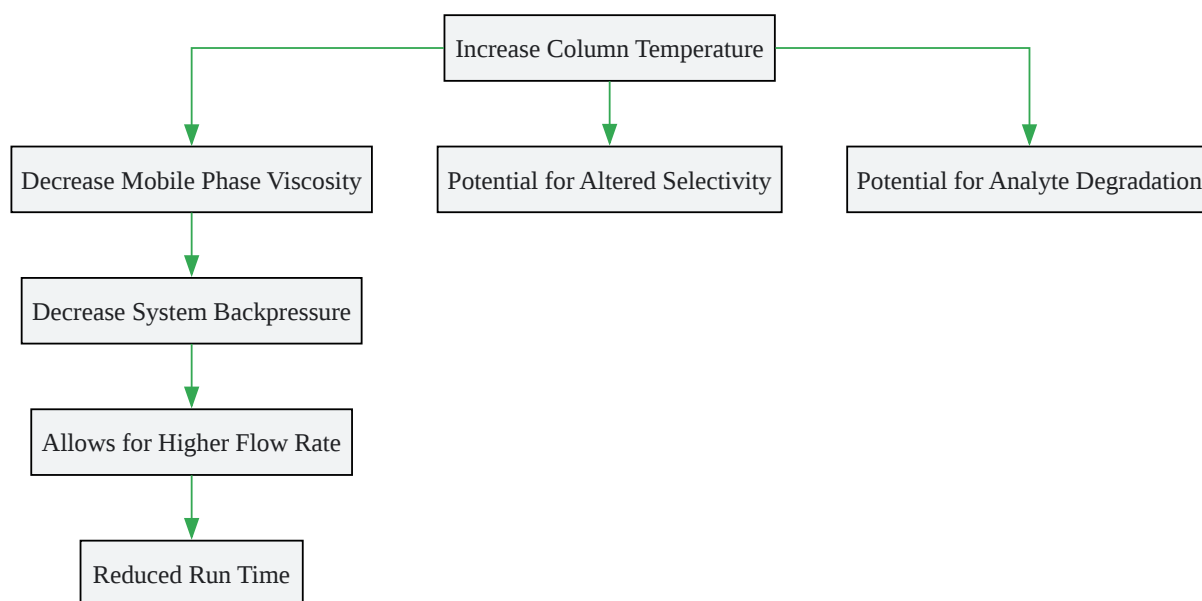 Increase Column Temperature
Decrease Mobile Phase Viscosity
Potential for Altered Selectivity
Potential for Analyte Degradation
Decrease System Backpressure
Allows for Higher Flow Rate
Reduced Run Time